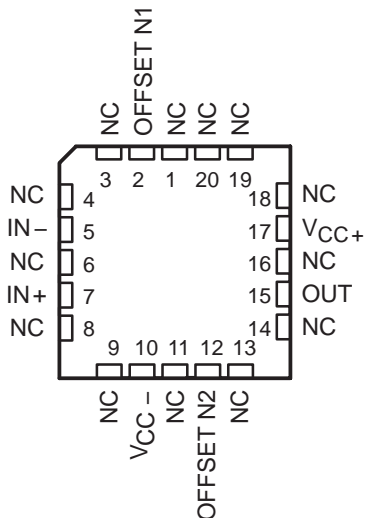 NC
OFFSET N1
NC
NC
NC
3 2 1 20 19
NC 4 18 NC
IN − 5 17 VCC +
NC 6 16 NC
IN + 7 15 OUT
NC 8 14 NC
9 10 11 12 13
NC
VCC −
NC
OFFSET N2
NC